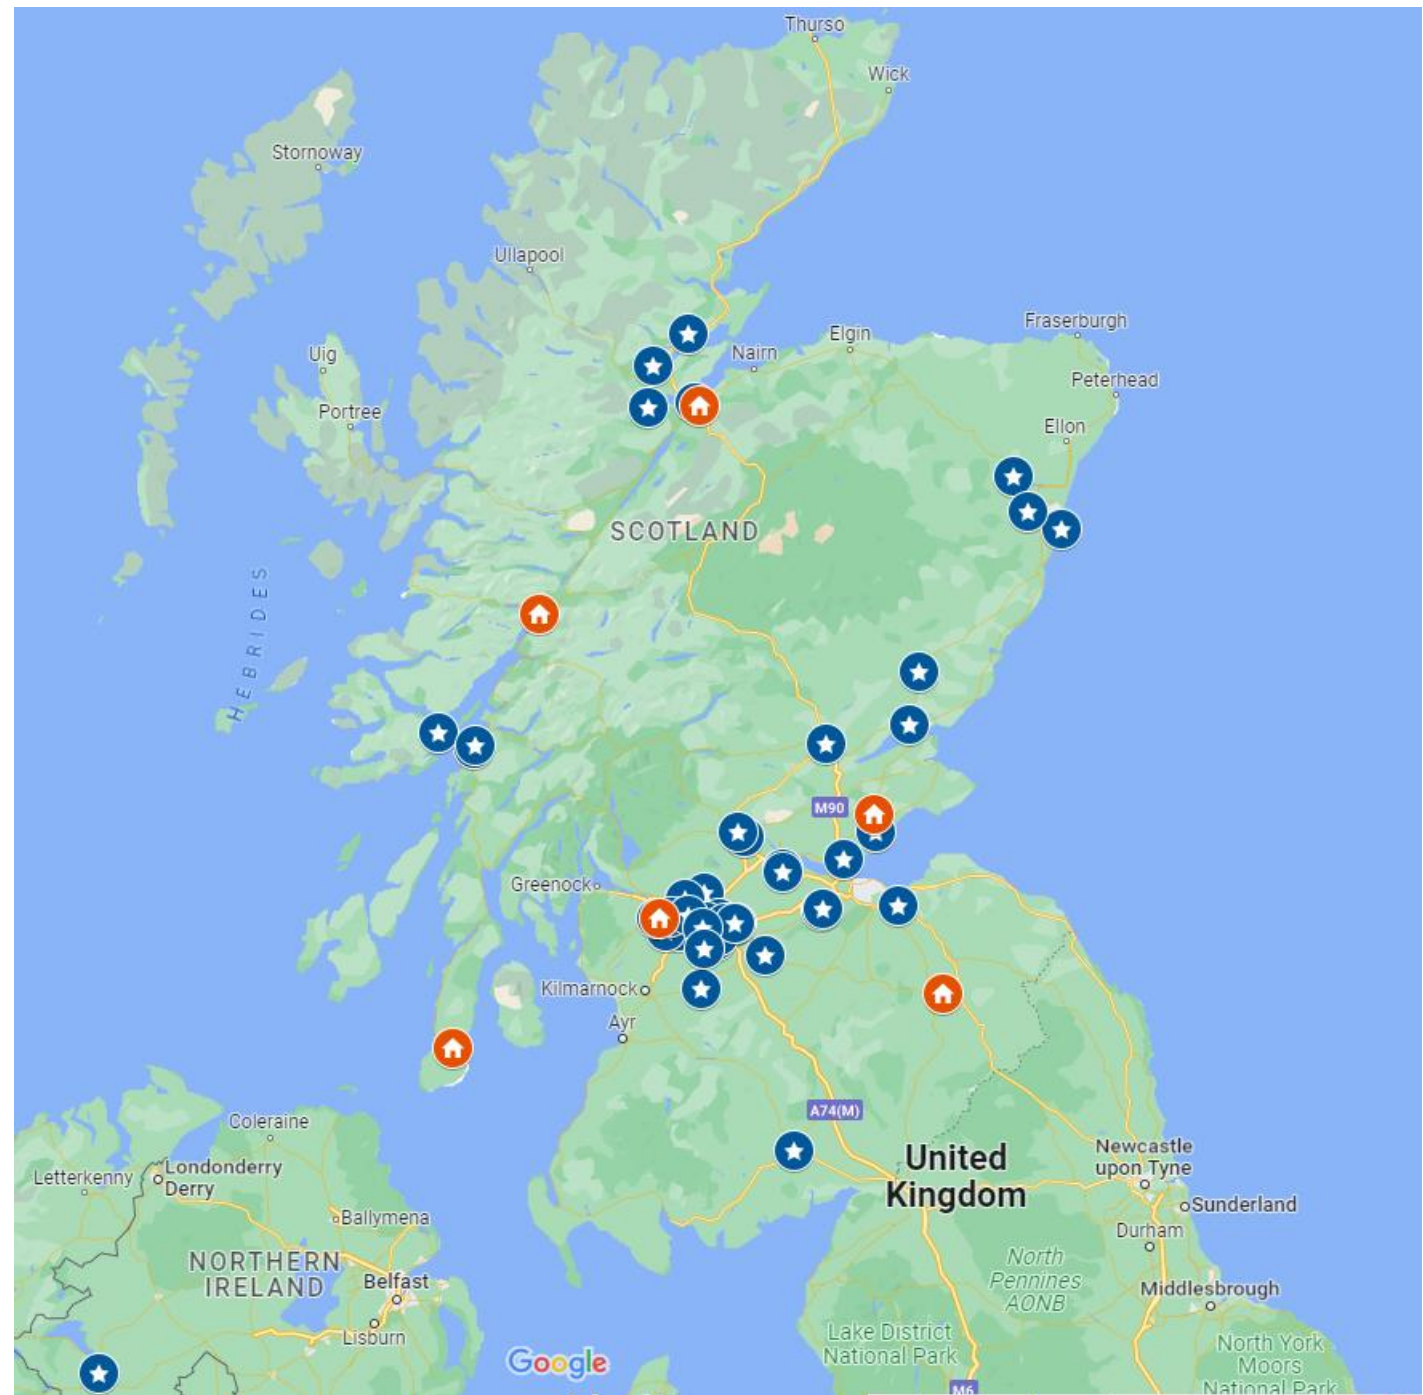 Thurso
Wick
Stornoway
Ullapool
Fraserburgh
Elgin
Nairn
Uig
Peterhead
Portree
Ellon
SCOTLAND
HEBRIDES
M90
Greenock
Kilmarnock
Ayr
A74(M)
Coleraine
Newcastle
upon Tyne
United
Kingdom
Londonderry
Derry
Letterkenny
Sunderland
Ballymena
Durham
NORTHERN
IRELAND
North
Pennines
AONB
Belfast
Middlesbrough
Lisburn
Lake District
National Park
North York
Moors
National Park
Google
M6